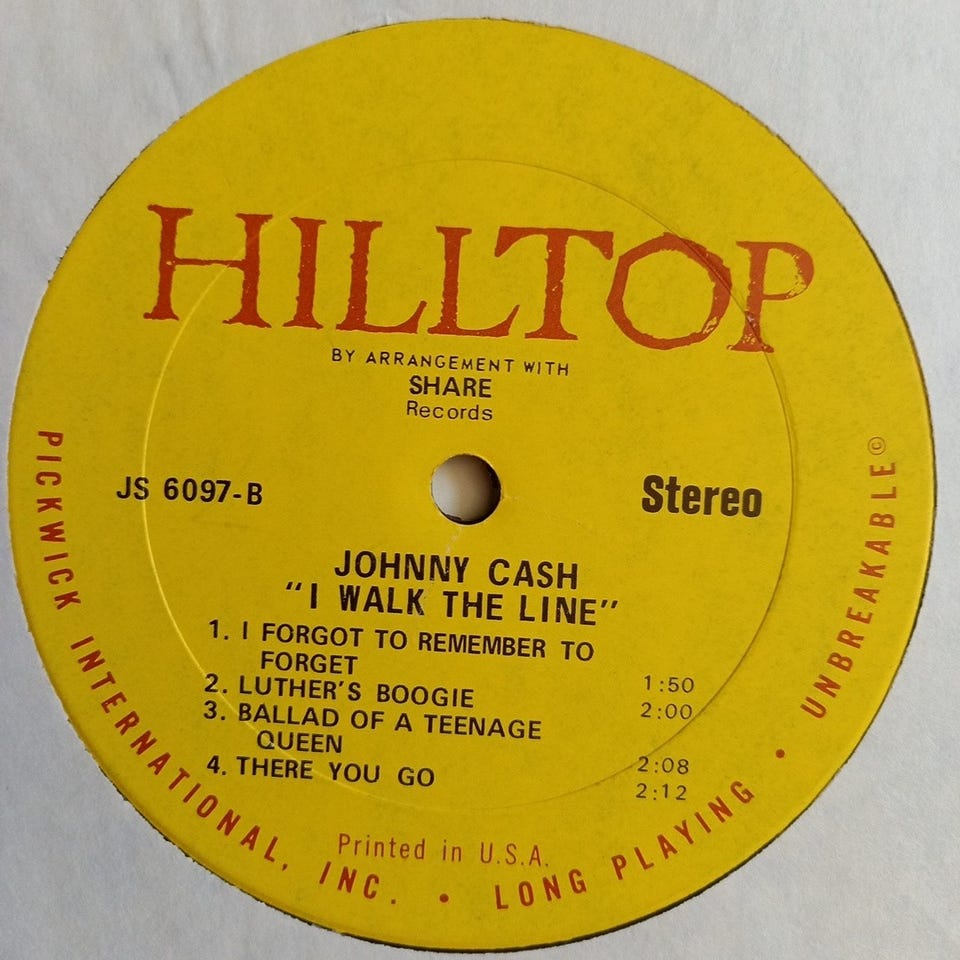 HILLTOP
BY ARRANGEMENT WITH
SHARE
Records
JS 6097-B
Stereo
JOHNNY CASH
"I WALK THE LINE"
1. I FORGOT TO REMEMBER TO
FORGET 1:50
2. LUTHER'S BOOGIE 2:00
3. BALLAD OF A TEENAGE
QUEEN 2:08
4. THERE YOU GO 2:12
Printed in U.S.A.
PICKWICK INTERNATIONAL, INC. • LONG PLAYING • UNBREAKABLE ©